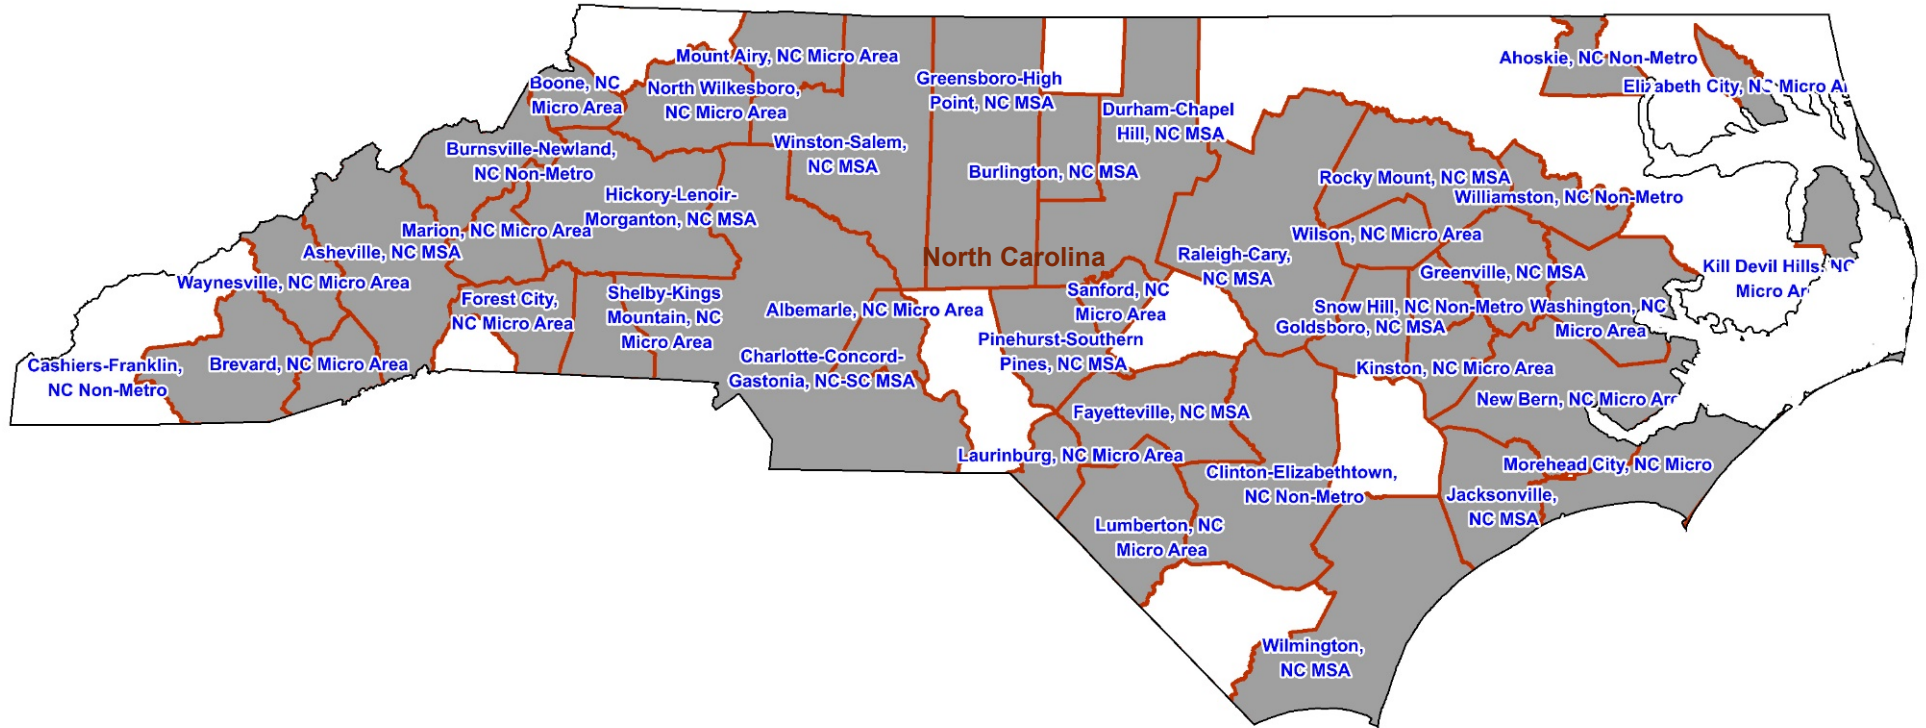 Mount Airy, NC Micro Area
Ahoskie, NC Non-Metro
Boone, NC
Micro Area
North Wilkesboro,
NC Micro Area
Greensboro-High
Point, NC MSA
Elizabeth City, NC Micro A
Durham-Chapel
Hill, NC MSA
Burnsville-Newland,
NC Non-Metro
Winston-Salem,
NC MSA
Burlington, NC MSA
Rocky Mount, NC MSA
Williamston, NC Non-Metro
Hickory-Lenoir-
Morganton, NC MSA
Marion, NC Micro Area
Wilson, NC Micro Area
Asheville, NC MSA
North Carolina
Raleigh-Cary,
NC MSA
Greenville, NC MSA
Kill Devil Hills, NC
Micro Ar
Waynesville, NC Micro Area
Forest City,
NC Micro Area
Shelby-Kings
Mountain, NC
Micro Area
Albemarle, NC Micro Area
Sanford, NC
Micro Area
Snow Hill, NC Non-Metro
Washington, NC
Micro Area
Goldsboro, NC MSA
Pinehurst-Southern
Pines, NC MSA
Cashiers-Franklin,
NC Non-Metro
Brevard, NC Micro Area
Charlotte-Concord-
Gastonia, NC-SC MSA
Kinston, NC Micro Area
New Bern, NC Micro Are
Fayetteville, NC MSA
Laurinburg, NC Micro Area
Clinton-Elizabethtown,
NC Non-Metro
Morehead City, NC Micro
Jacksonville,
NC MSA
Lumberton, NC
Micro Area
Wilmington,
NC MSA